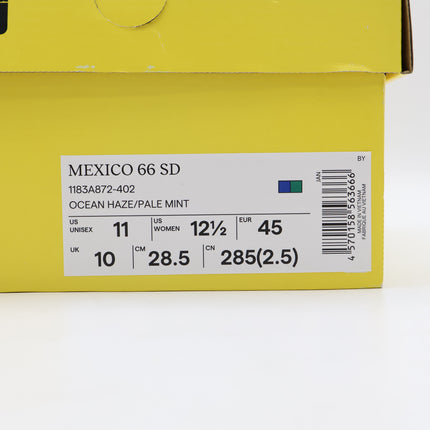 MEXICO 66 SD
1183A872-402
OCEAN HAZE/PALE MINT
US UNISEX 11 US WOMEN 12½ EUR 45
UK 10 CM 28.5 CN 285(2.5)
BY
JAN
4 570158 563666
MADE IN VIETNAM
FABRIQUÉ AU VIETNAM